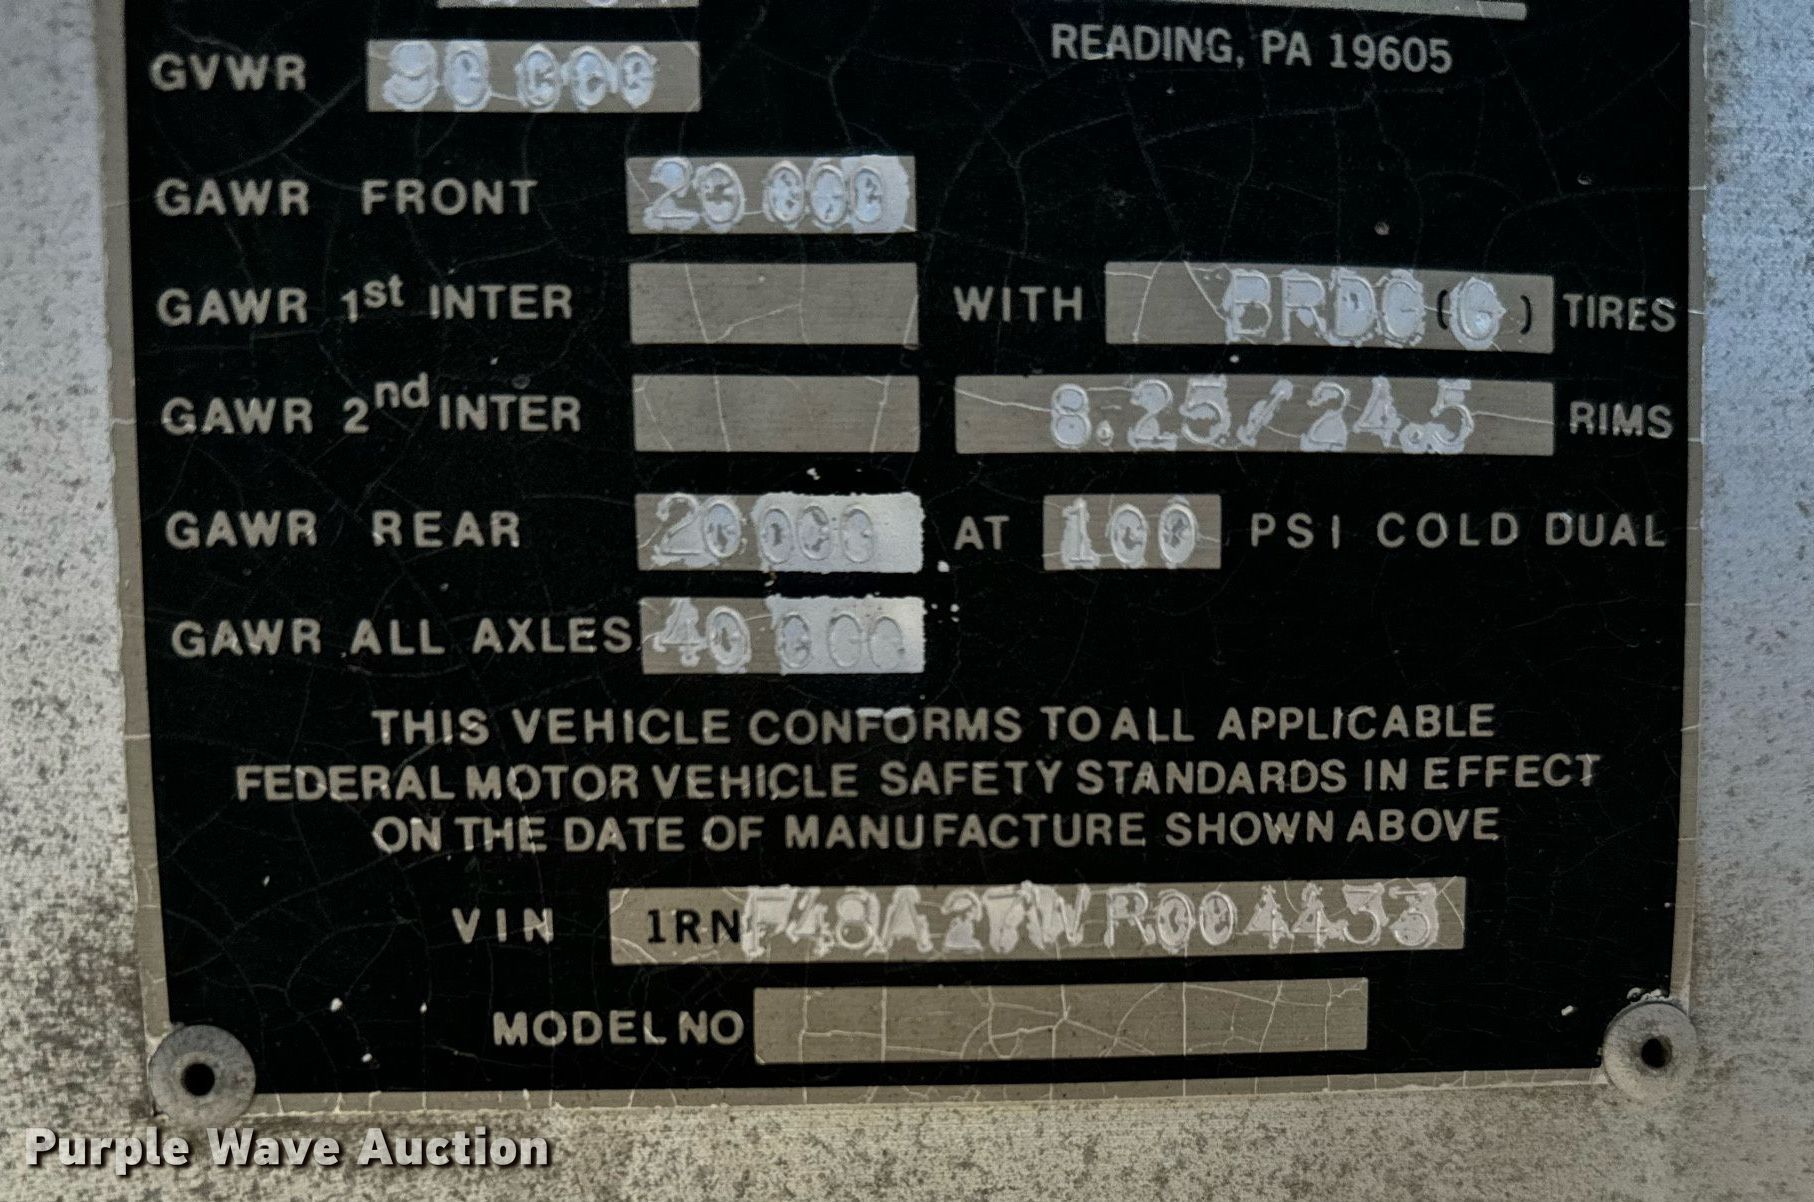 READING, PA 19605
GVWR 90 000
GAWR FRONT 20 000
GAWR 1st INTER WITH BRDG(G) TIRES
GAWR 2nd INTER 8.25/24.5 RIMS
GAWR REAR 20 000 AT 100 PSI COLD DUAL
GAWR ALL AXLES 40 000
THIS VEHICLE CONFORMS TO ALL APPLICABLE
FEDERAL MOTOR VEHICLE SAFETY STANDARDS IN EFFECT
ON THE DATE OF MANUFACTURE SHOWN ABOVE
VIN 1RNF48A27WR004433
MODEL NO
Purple Wave Auction